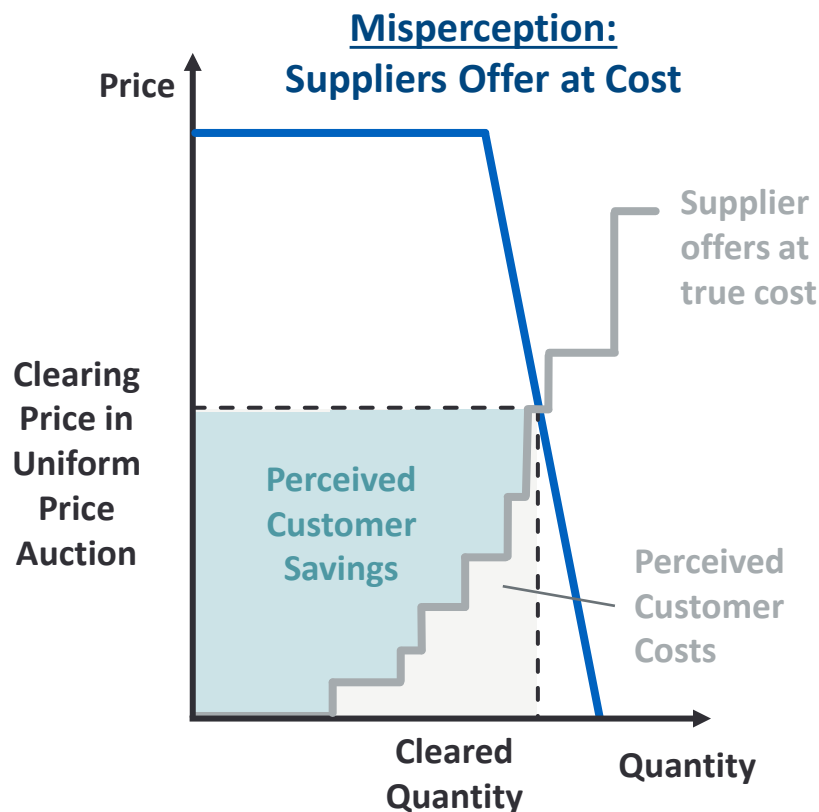 Misperception:
Suppliers Offer at Cost
Price
Supplier
offers at
true cost
Clearing
Price in
Uniform
Price
Auction
Perceived
Customer
Savings
Perceived
Customer
Costs
Cleared
Quantity
Quantity